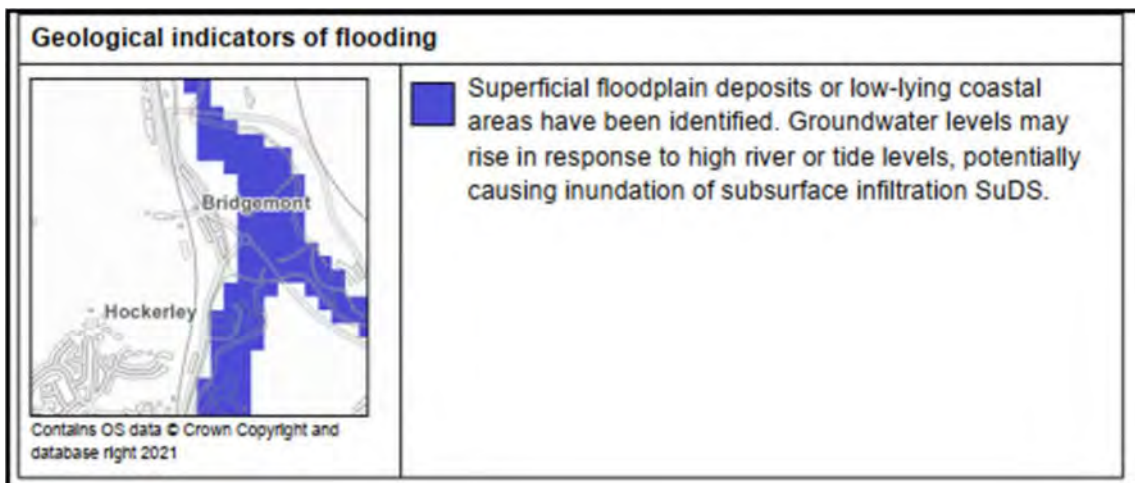 Geological indicators of flooding
Bridgemont
Hockerley
Contains OS data © Crown Copyright and
database right 2021
Superficial floodplain deposits or low-lying coastal
areas have been identified. Groundwater levels may
rise in response to high river or tide levels, potentially
causing inundation of subsurface infiltration SuDS.